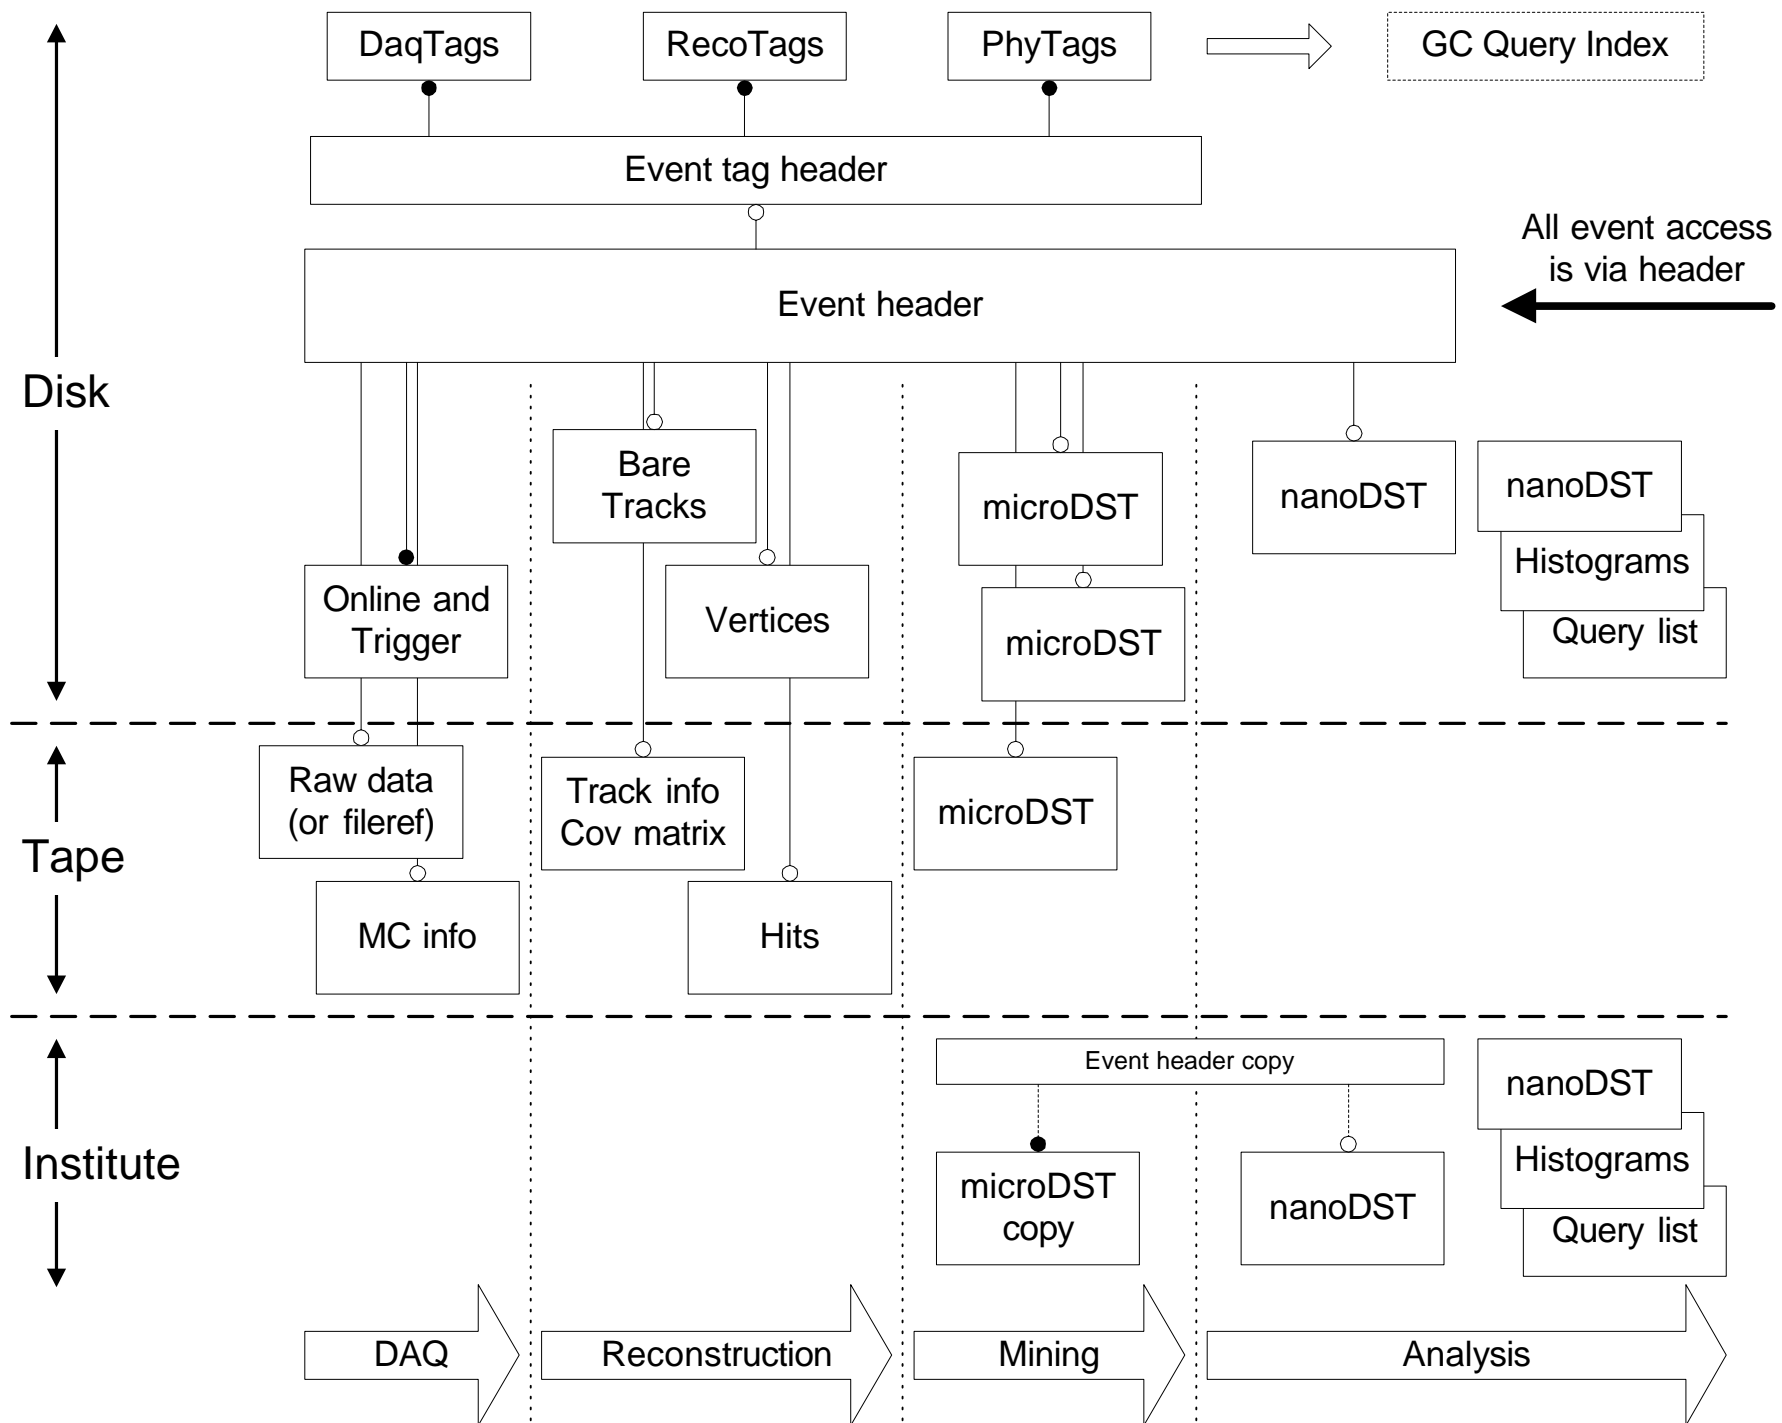 DaqTags
RecoTags
PhyTags
GC Query Index
Event tag header
All event access
is via header
Event header
Disk
Bare
Tracks
microDST
nanoDST
nanoDST
Histograms
Online and
Trigger
Vertices
microDST
Query list
Raw data
(or fileref)
Track info
Cov matrix
microDST
Tape
MC info
Hits
Event header copy
nanoDST
Institute
microDST
copy
nanoDST
Histograms
Query list
DAQ
Reconstruction
Mining
Analysis